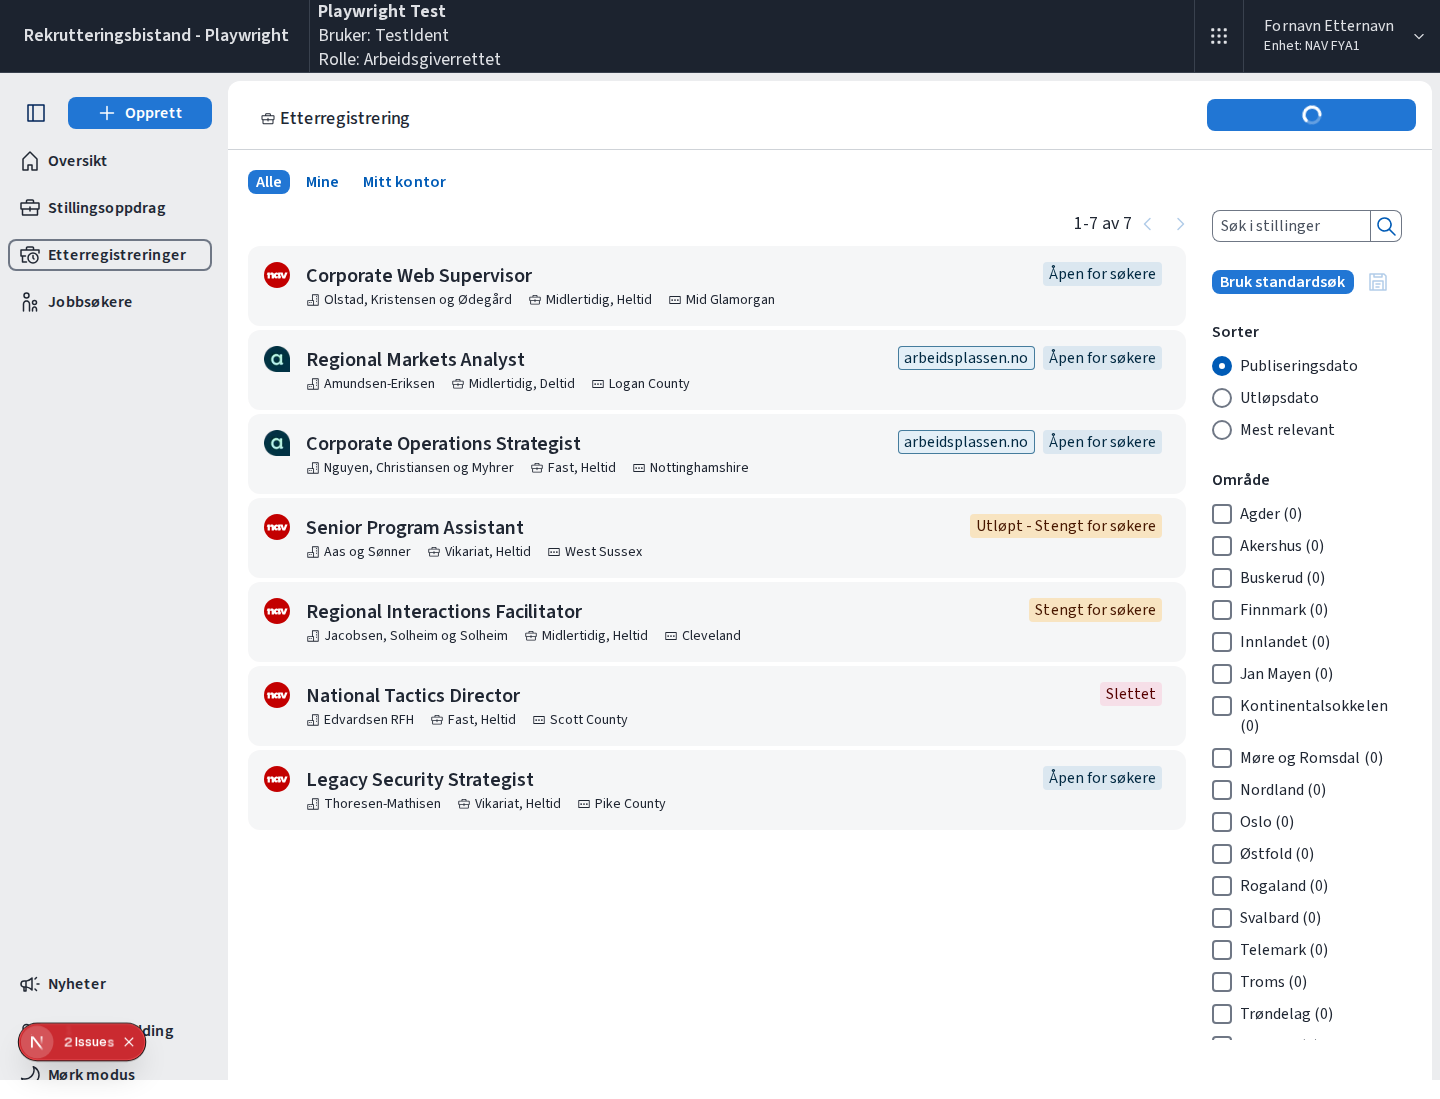 Rekrutteringsbistand - Playwright
Playwright Test
Bruker: TestIdent
Rolle: Arbeidsgiverrettet
Fornavn Etternavn
Enhet: NAV FYA1
Opprett
Oversikt
Stillingsoppdrag
Etterregistreringer
Jobbsøkere
Nyheter
lding
2 Issues
Mørk modus
Etterregistrering
Alle
Mine
Mitt kontor
1-7 av 7
nav
Corporate Web Supervisor
Olstad, Kristensen og Ødegård
Midlertidig, Heltid
Mid Glamorgan
Åpen for søkere
a
Regional Markets Analyst
Amundsen-Eriksen
Midlertidig, Deltid
Logan County
arbeidsplassen.no
Åpen for søkere
a
Corporate Operations Strategist
Nguyen, Christiansen og Myhrer
Fast, Heltid
Nottinghamshire
arbeidsplassen.no
Åpen for søkere
nav
Senior Program Assistant
Aas og Sønner
Vikariat, Heltid
West Sussex
Utløpt - Stengt for søkere
nav
Regional Interactions Facilitator
Jacobsen, Solheim og Solheim
Midlertidig, Heltid
Cleveland
Stengt for søkere
nav
National Tactics Director
Edvardsen RFH
Fast, Heltid
Scott County
Slettet
nav
Legacy Security Strategist
Thoresen-Mathisen
Vikariat, Heltid
Pike County
Åpen for søkere
Søk i stillinger
Bruk standardsøk
Sorter
Publiseringsdato
Utløpsdato
Mest relevant
Område
Agder (0)
Akershus (0)
Buskerud (0)
Finnmark (0)
Innlandet (0)
Jan Mayen (0)
Kontinentalsokkelen
(0)
Møre og Romsdal (0)
Nordland (0)
Oslo (0)
Østfold (0)
Rogaland (0)
Svalbard (0)
Telemark (0)
Troms (0)
Trøndelag (0)